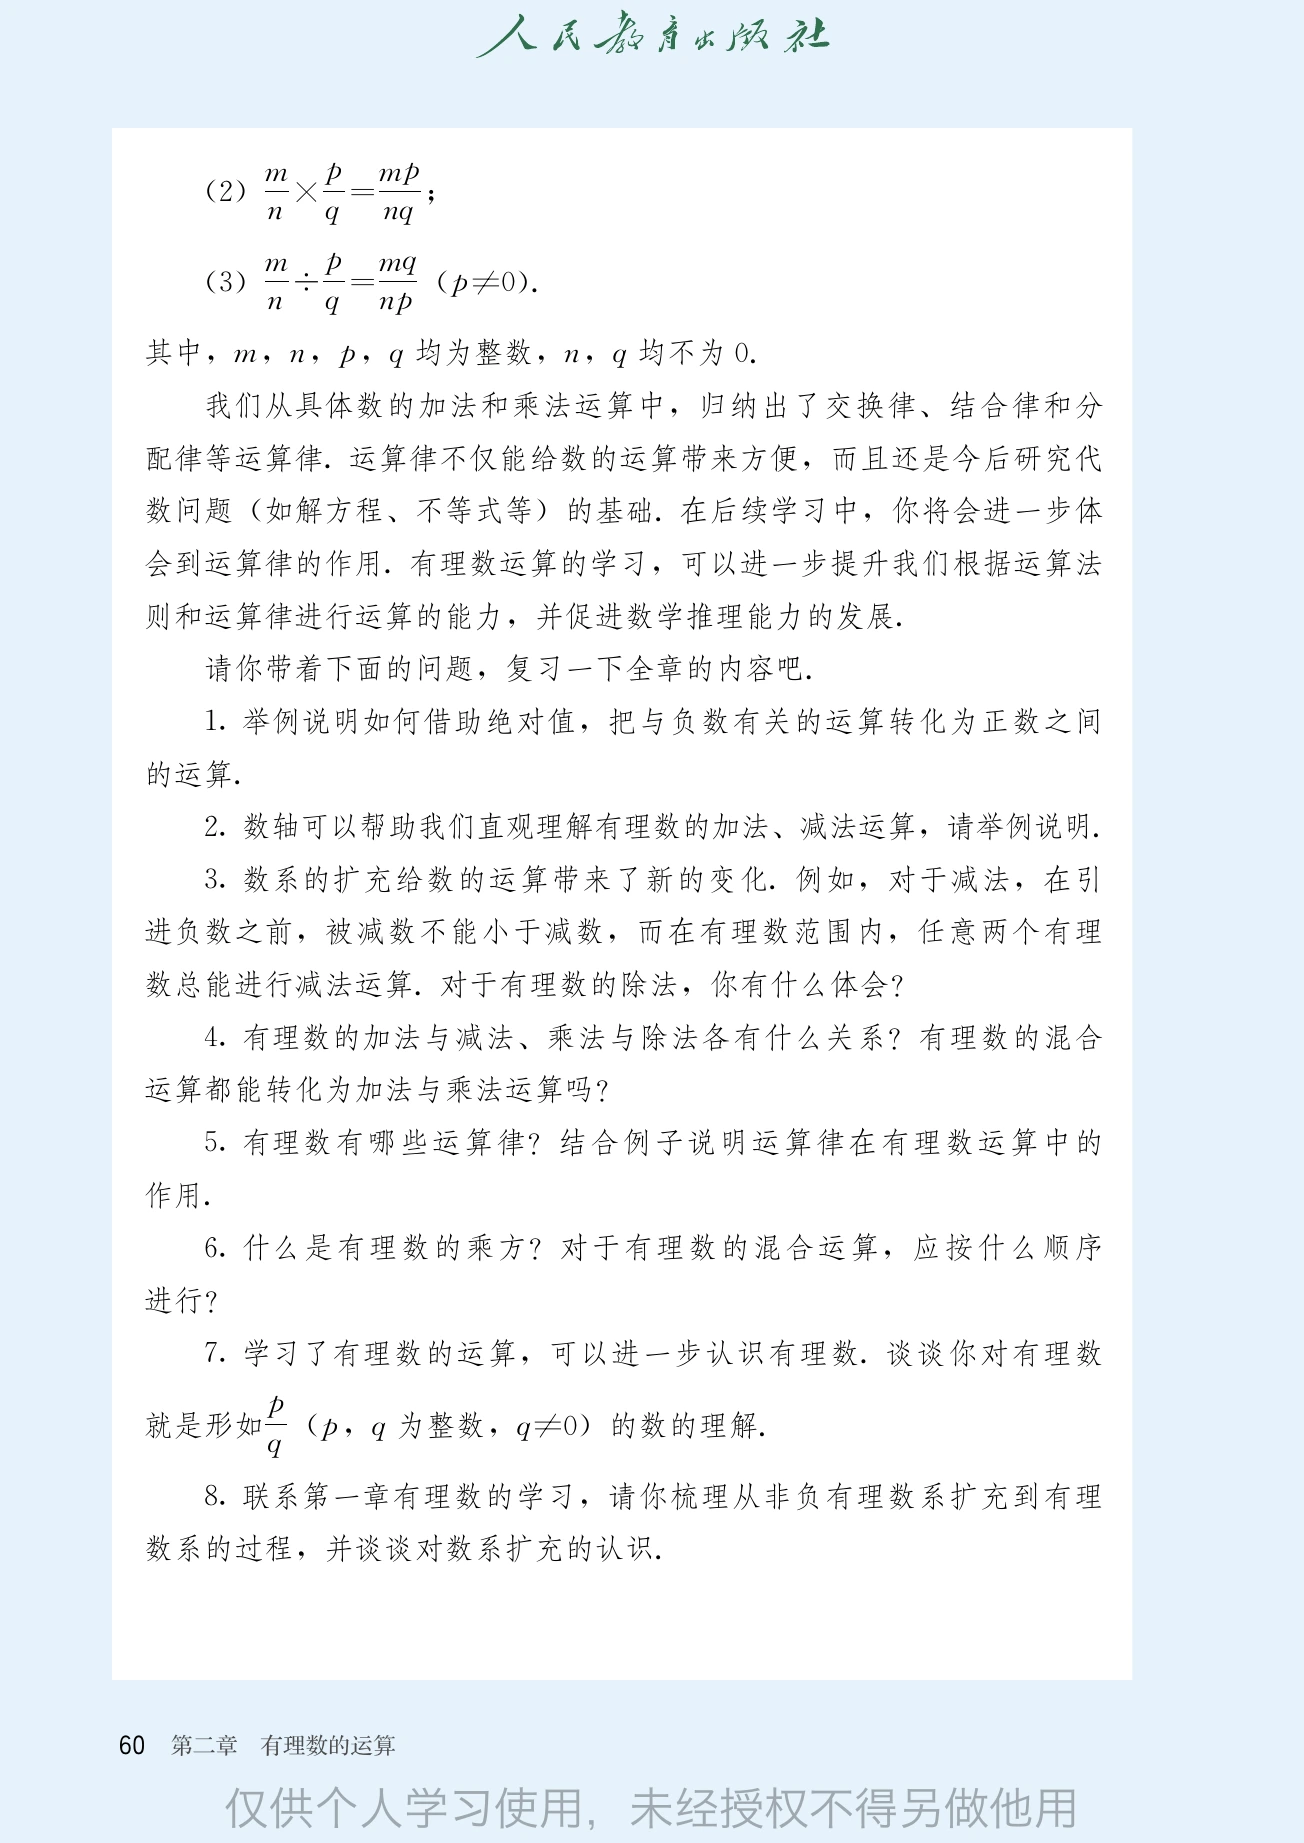 人民教育出版社
（2）m/n×p/q=mp/nq；
（3）m/n÷p/q=mq/np（p≠0）.
其中，m，n，p，q 均为整数，n，q 均不为 0.
我们从具体数的加法和乘法运算中，归纳出了交换律、结合律和分
配律等运算律. 运算律不仅能给数的运算带来方便，而且还是今后研究代
数问题（如解方程、不等式等）的基础. 在后续学习中，你将会进一步体
会到运算律的作用. 有理数运算的学习，可以进一步提升我们根据运算法
则和运算律进行运算的能力，并促进数学推理能力的发展.
请你带着下面的问题，复习一下全章的内容吧.
1. 举例说明如何借助绝对值，把与负数有关的运算转化为正数之间
的运算.
2. 数轴可以帮助我们直观理解有理数的加法、减法运算，请举例说明.
3. 数系的扩充给数的运算带来了新的变化. 例如，对于减法，在引
进负数之前，被减数不能小于减数，而在有理数范围内，任意两个有理
数总能进行减法运算. 对于有理数的除法，你有什么体会？
4. 有理数的加法与减法、乘法与除法各有什么关系？有理数的混合
运算都能转化为加法与乘法运算吗？
5. 有理数有哪些运算律？结合例子说明运算律在有理数运算中的
作用.
6. 什么是有理数的乘方？对于有理数的混合运算，应按什么顺序
进行？
7. 学习了有理数的运算，可以进一步认识有理数. 谈谈你对有理数
就是形如p/q（p，q 为整数，q≠0）的数的理解.
8. 联系第一章有理数的学习，请你梳理从非负有理数系扩充到有理
数系的过程，并谈谈对数系扩充的认识.
60 第二章 有理数的运算
仅供个人学习使用，未经授权不得另做他用